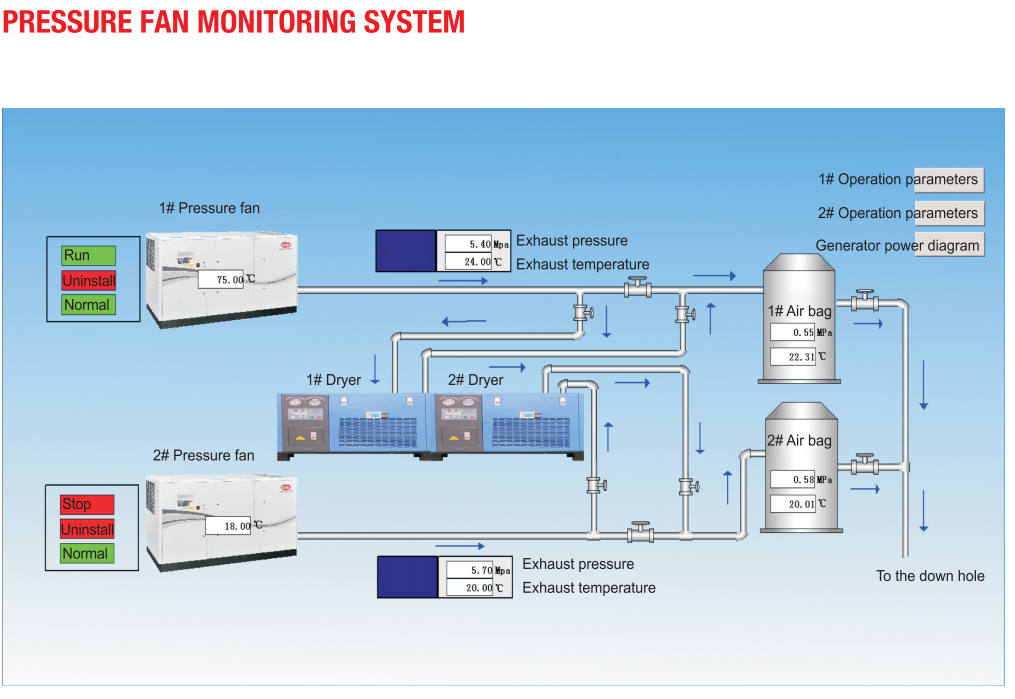 PRESSURE FAN MONITORING SYSTEM
1# Operation parameters
2# Operation parameters
Generator power diagram
1# Pressure fan
Run
Uninstall
Normal
75.00 ℃
5.40 Mpa
24.00 ℃
Exhaust pressure
Exhaust temperature
1# Air bag
0.55 MPa
22.31 ℃
1# Dryer
2# Dryer
2# Air bag
0.58 MPa
20.01 ℃
2# Pressure fan
Stop
Uninstall
Normal
18.00 ℃
5.70 Mpa
20.00 ℃
Exhaust pressure
Exhaust temperature
To the down hole